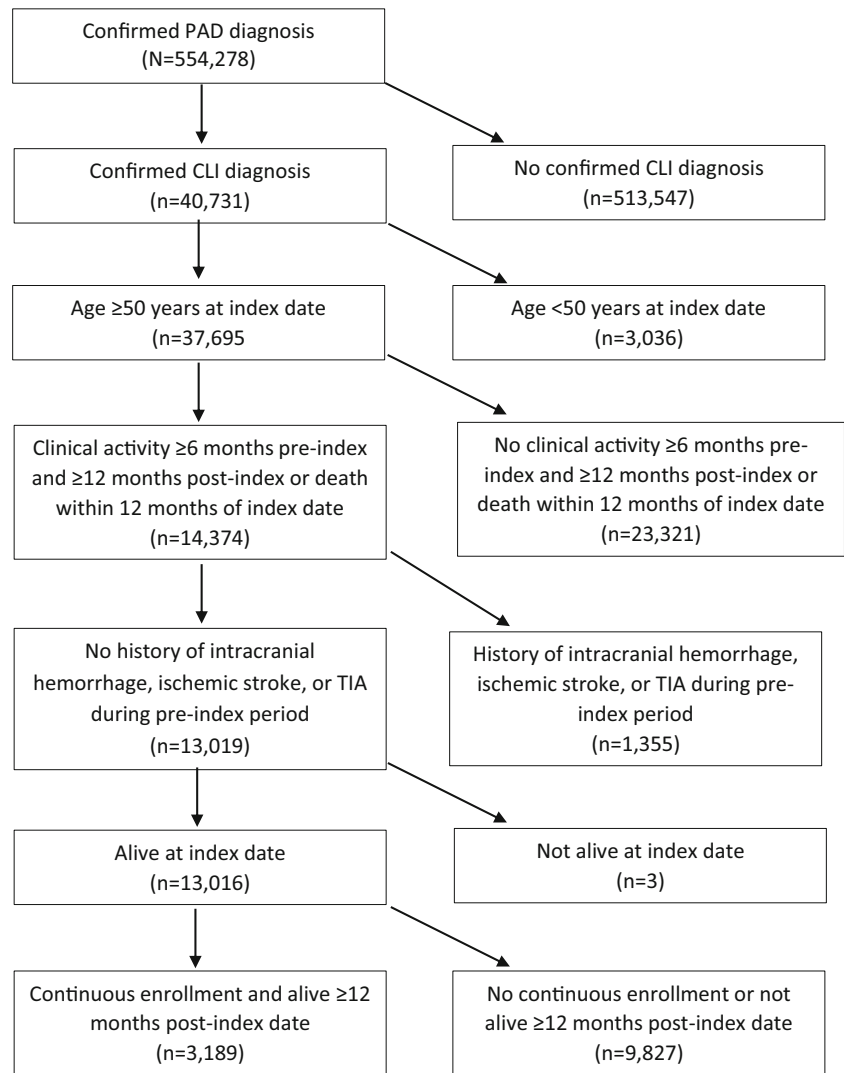 Confirmed PAD diagnosis
(N=554,278)
Confirmed CLI diagnosis
(n=40,731)
No confirmed CLI diagnosis
(n=513,547)
Age ≥50 years at index date
(n=37,695
Age <50 years at index date
(n=3,036)
Clinical activity ≥6 months pre-index
and ≥12 months post-index or death
within 12 months of index date
(n=14,374)
No clinical activity ≥6 months pre-
index and ≥12 months post-index or
death within 12 months of index date
(n=23,321)
No history of intracranial
hemorrhage, ischemic stroke, or TIA
during pre-index period
(n=13,019)
History of intracranial hemorrhage,
ischemic stroke, or TIA during pre-
index period
(n=1,355)
Alive at index date
(n=13,016)
Not alive at index date
(n=3)
Continuous enrollment and alive ≥12
months post-index date
(n=3,189)
No continuous enrollment or not
alive ≥12 months post-index date
(n=9,827)